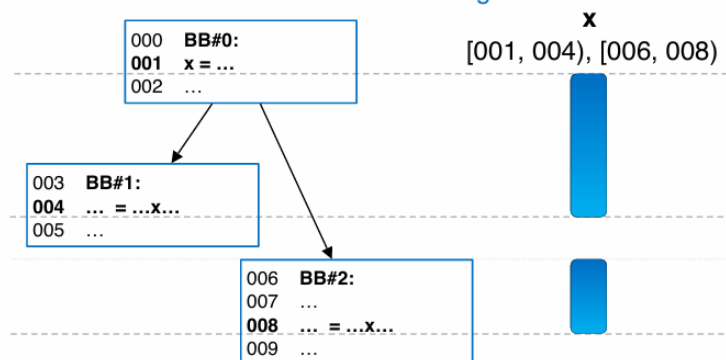 x
[001, 004), [006, 008)
000 BB#0:
001 x = ...
002 ...
003 BB#1:
004 ... = ...x...
005 ...
006 BB#2:
007 ...
008 ... = ...x...
009 ...